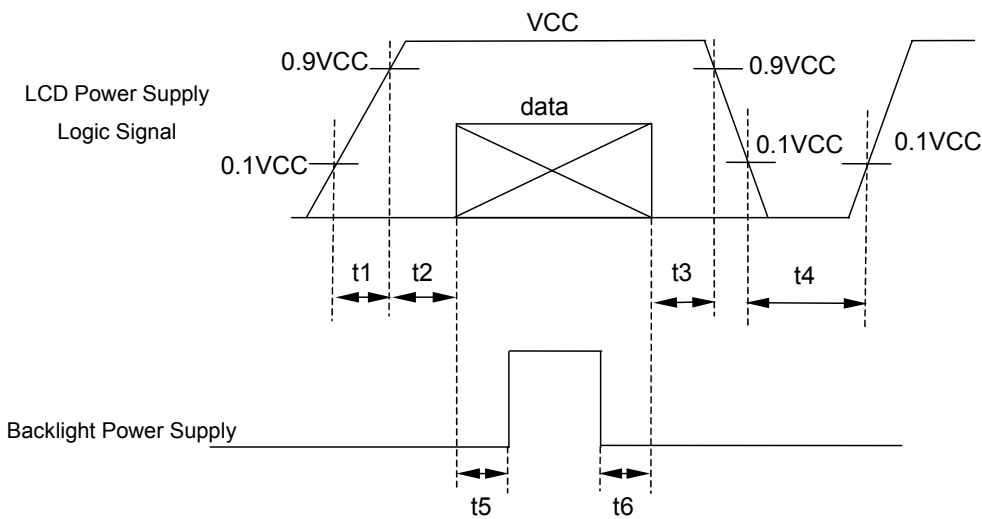 VCC
0.9VCC
0.9VCC
LCD Power Supply
Logic Signal
data
0.1VCC
0.1VCC
0.1VCC
t1
t2
t3
t4
Backlight Power Supply
t5
t6